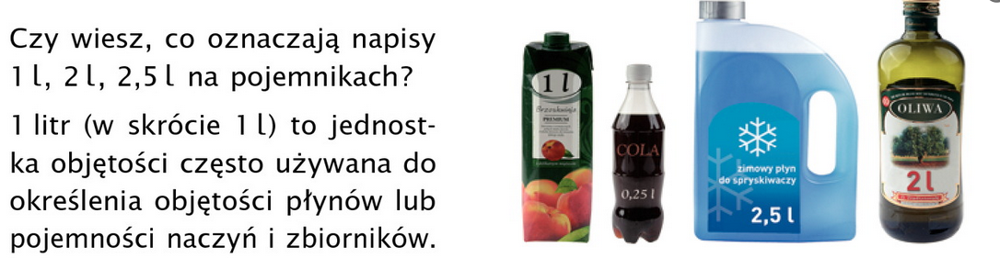 Czy wiesz, co oznaczają napisy
1 l, 2 l, 2,5 l na pojemnikach?
1 litr (w skrócie 1 l) to jednost-
ka objętości często używana do
określenia objętości płynów lub
pojemności naczyń i zbiorników.
1 l
Brzoskwinia
PREMIUM
COLA
0,25 l
zimowy płyn
do spryskiwaczy
2,5 l
OLIWA
2 l